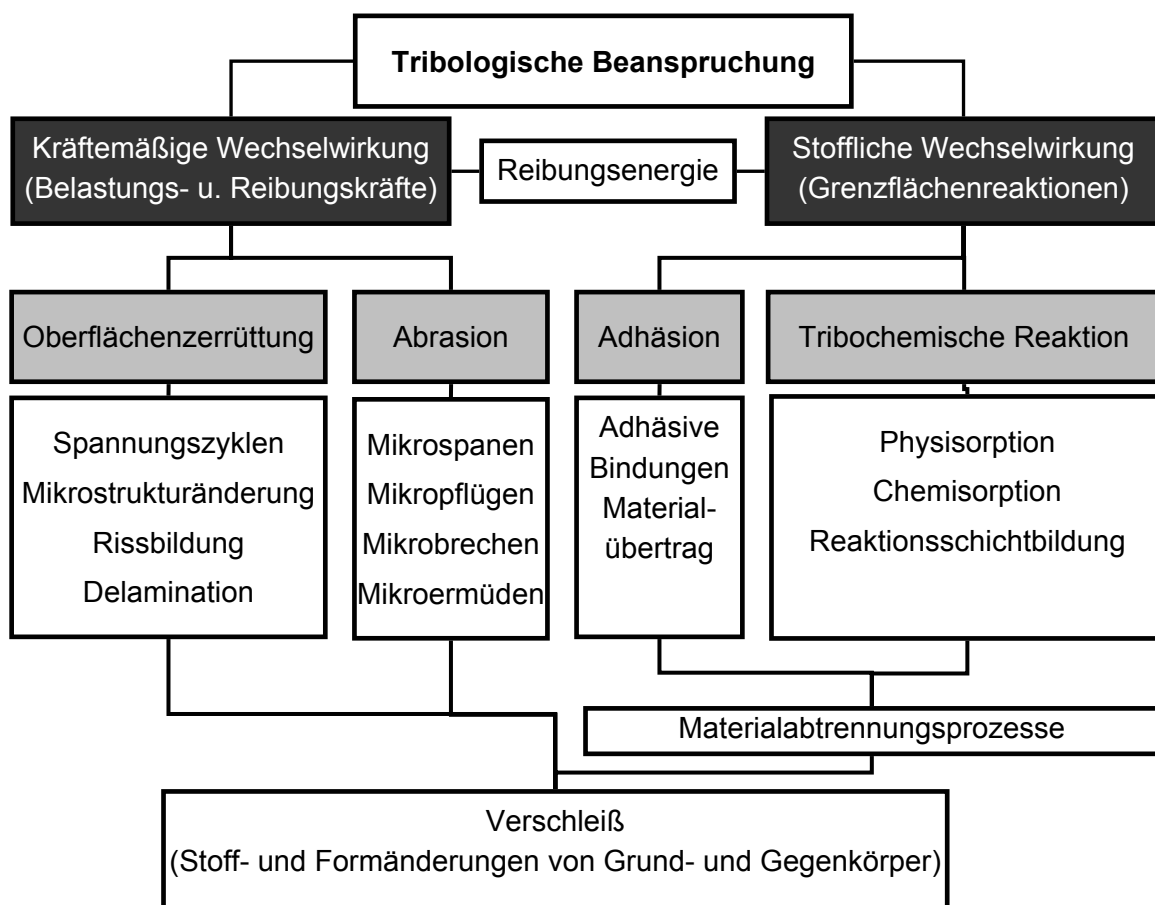 Tribologische Beanspruchung
Kräftemäßige Wechselwirkung
(Belastungs- u. Reibungskräfte)
Reibungsenergie
Stoffliche Wechselwirkung
(Grenzflächenreaktionen)
Oberflächenzerrüttung
Abrasion
Adhäsion
Tribochemische Reaktion
Spannungszyklen
Mikrostrukturänderung
Rissbildung
Delamination
Mikrospanen
Mikropflügen
Mikrobrechen
Mikroermüden
Adhäsive
Bindungen
Material-
übertrag
Physisorption
Chemisorption
Reaktionsschichtbildung
Materialabtrennungsprozesse
Verschleiß
(Stoff- und Formänderungen von Grund- und Gegenkörper)